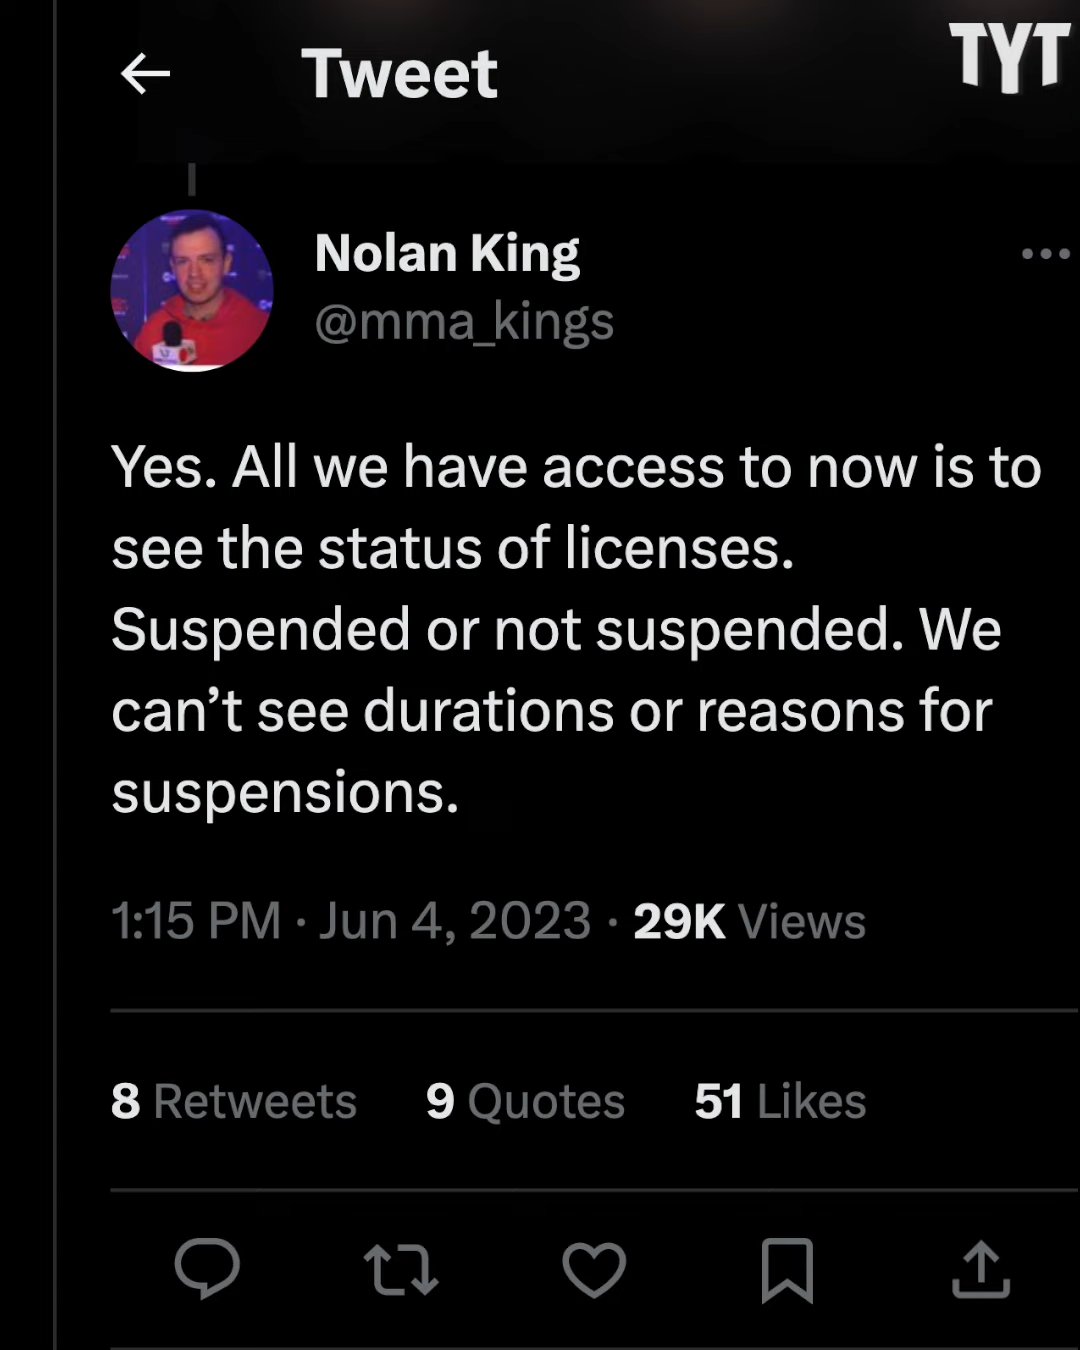 Tweet
TYT
Nolan King
@mma_kings
Yes. All we have access to now is to
see the status of licenses.
Suspended or not suspended. We
can’t see durations or reasons for
suspensions.
1:15 PM · Jun 4, 2023 · 29K Views
8 Retweets 9 Quotes 51 Likes